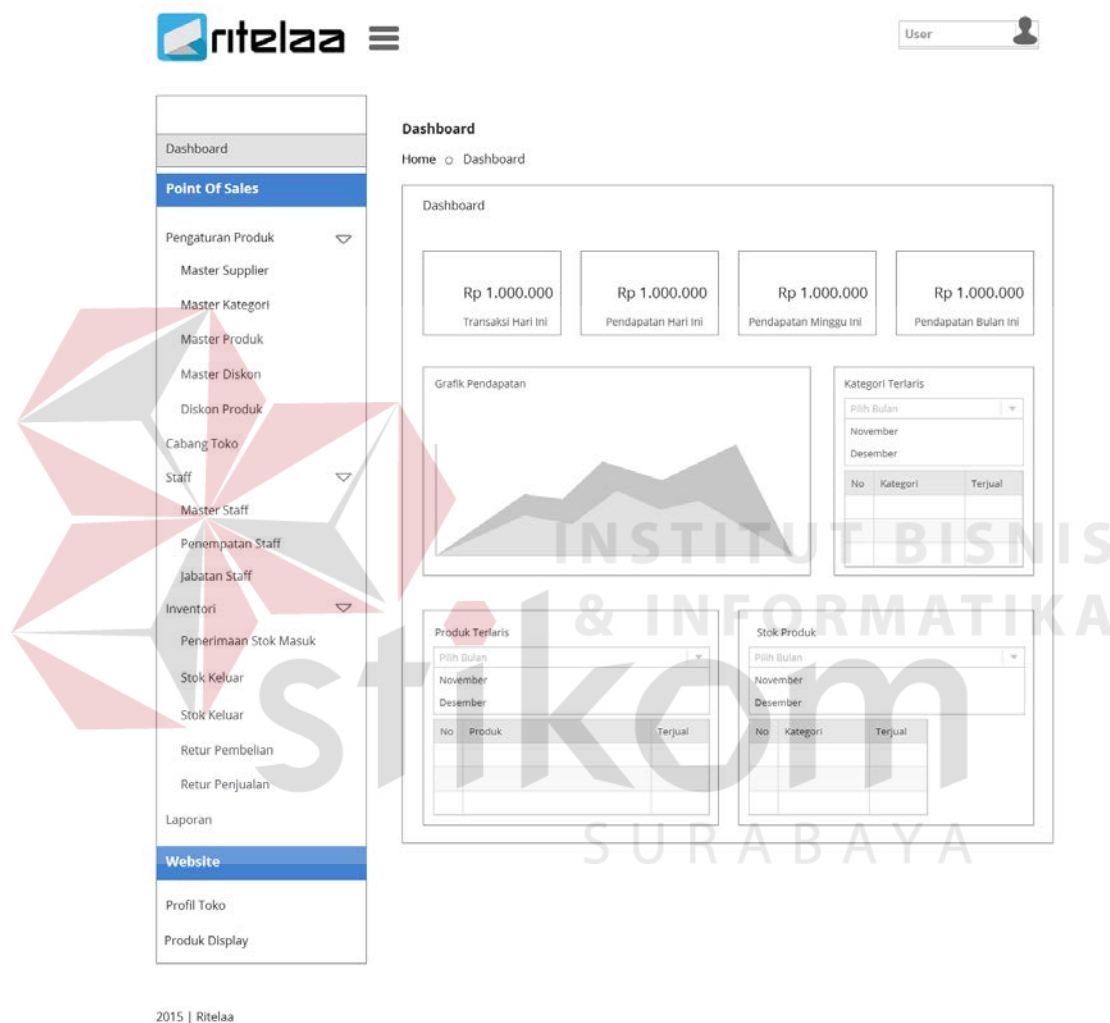 ritelaa
User
Dashboard
Point Of Sales
Pengaturan Produk
Master Supplier
Master Kategori
Master Produk
Master Diskon
Diskon Produk
Cabang Toko
Staff
Master Staff
Penempatan Staff
Jabatan Staff
Inventori
Penerimaan Stok Masuk
Stok Keluar
Stok Keluar
Retur Pembelian
Retur Penjualan
Laporan
Website
Profil Toko
Produk Display
Dashboard
Home Dashboard
Dashboard
Rp 1.000.000
Transaksi Hari Ini
Rp 1.000.000
Pendapatan Hari Ini
Rp 1.000.000
Pendapatan Minggu Ini
Rp 1.000.000
Pendapatan Bulan Ini
Grafik Pendapatan
Kategori Terlaris
Pilih Bulan
November
Desember
No Kategori Terjual
Produk Terlaris
Pilih Bulan
November
Desember
No Produk Terjual
Stok Produk
Pilih Bulan
November
Desember
No Kategori Terjual
INSTITUT BISNIS
& INFORMATIKA
stikom
SURABAYA
2015 | Ritelaa